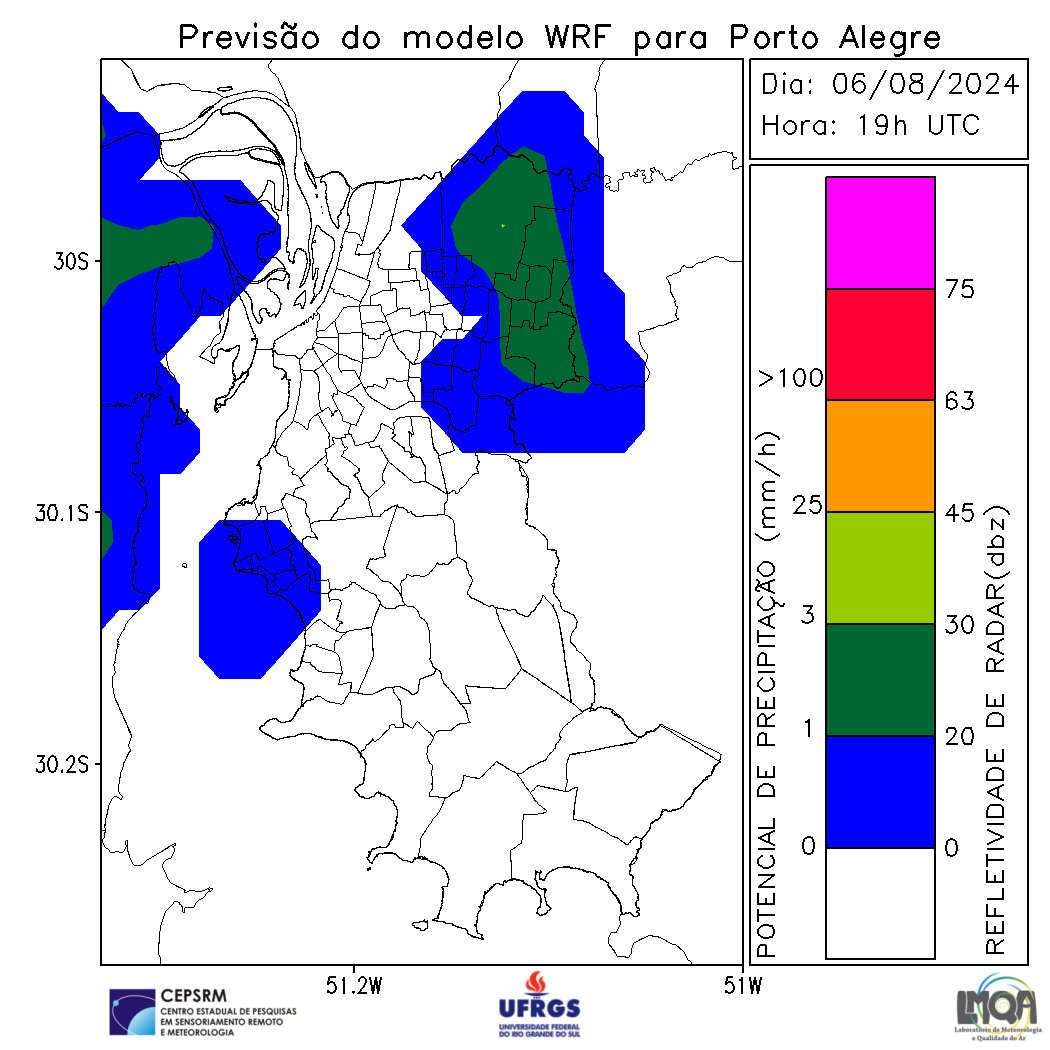 Previsão do modelo WRF para Porto Alegre
Dia: 06/08/2024
Hora: 19h UTC
30S
30.1S
30.2S
51.2W
51W
POTENCIAL DE PRECIPITAÇÃO (mm/h)
>100
25
3
1
0
75
63
45
30
20
0
REFLETIVIDADE DE RADAR(dbz)
CEPSRM
CENTRO ESTADUAL DE PESQUISAS
EM SENSORIAMENTO REMOTO
E METEOROLOGIA
UFRGS
UNIVERSIDADE FEDERAL
DO RIO GRANDE DO SUL
LMQA
Laboratório de Meteorologia
e Qualidade do Ar